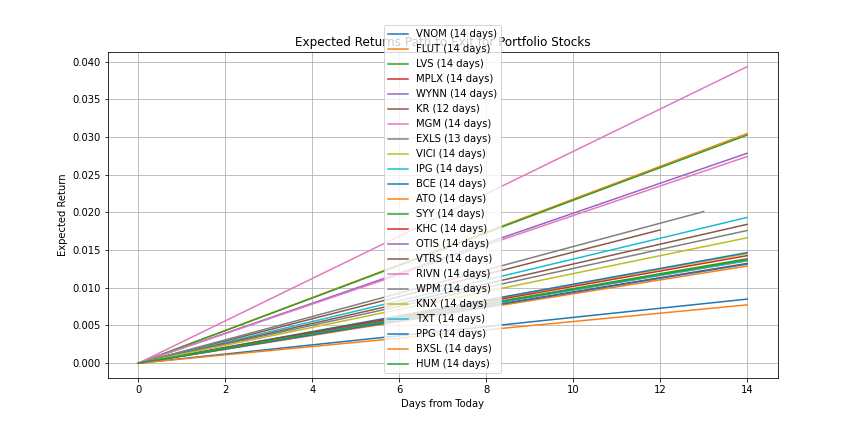 Expected Returns Path to Exit for Portfolio Stocks
VNOM (14 days)
FLUT (14 days)
LVS (14 days)
MPLX (14 days)
WYNN (14 days)
KR (12 days)
MGM (14 days)
EXLS (13 days)
VICI (14 days)
IPG (14 days)
BCE (14 days)
ATO (14 days)
SYY (14 days)
KHC (14 days)
OTIS (14 days)
VTRS (14 days)
RIVN (14 days)
WPM (14 days)
KNX (14 days)
TXT (14 days)
PPG (14 days)
BXSL (14 days)
HUM (14 days)
Expected Return
0.040
0.035
0.030
0.025
0.020
0.015
0.010
0.005
0.000
0 2 4 6 8 10 12 14
Days from Today